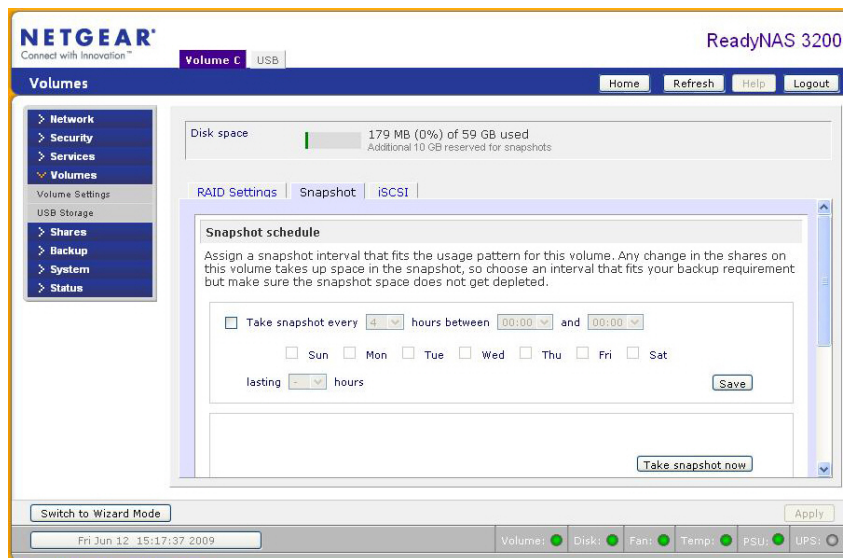 NETGEAR®
Connect with Innovation™
ReadyNAS 3200
Volume C USB
Volumes
Home Refresh Help Logout
> Network
> Security
> Services
Volumes
Volume Settings
USB Storage
> Shares
> Backup
> System
> Status
Disk space
179 MB (0%) of 59 GB used
Additional 10 GB reserved for snapshots
RAID Settings Snapshot iSCSI
Snapshot schedule
Assign a snapshot interval that fits the usage pattern for this volume. Any change in the shares on
this volume takes up space in the snapshot, so choose an interval that fits your backup requirement
but make sure the snapshot space does not get depleted.
Take snapshot every 4 hours between 00:00 and 00:00
Sun Mon Tue Wed Thu Fri Sat
lasting - hours
Save
Take snapshot now
Switch to Wizard Mode
Apply
Fri Jun 12 15:17:37 2009
Volume: Disk: Fan: Temp: PSU: UPS: